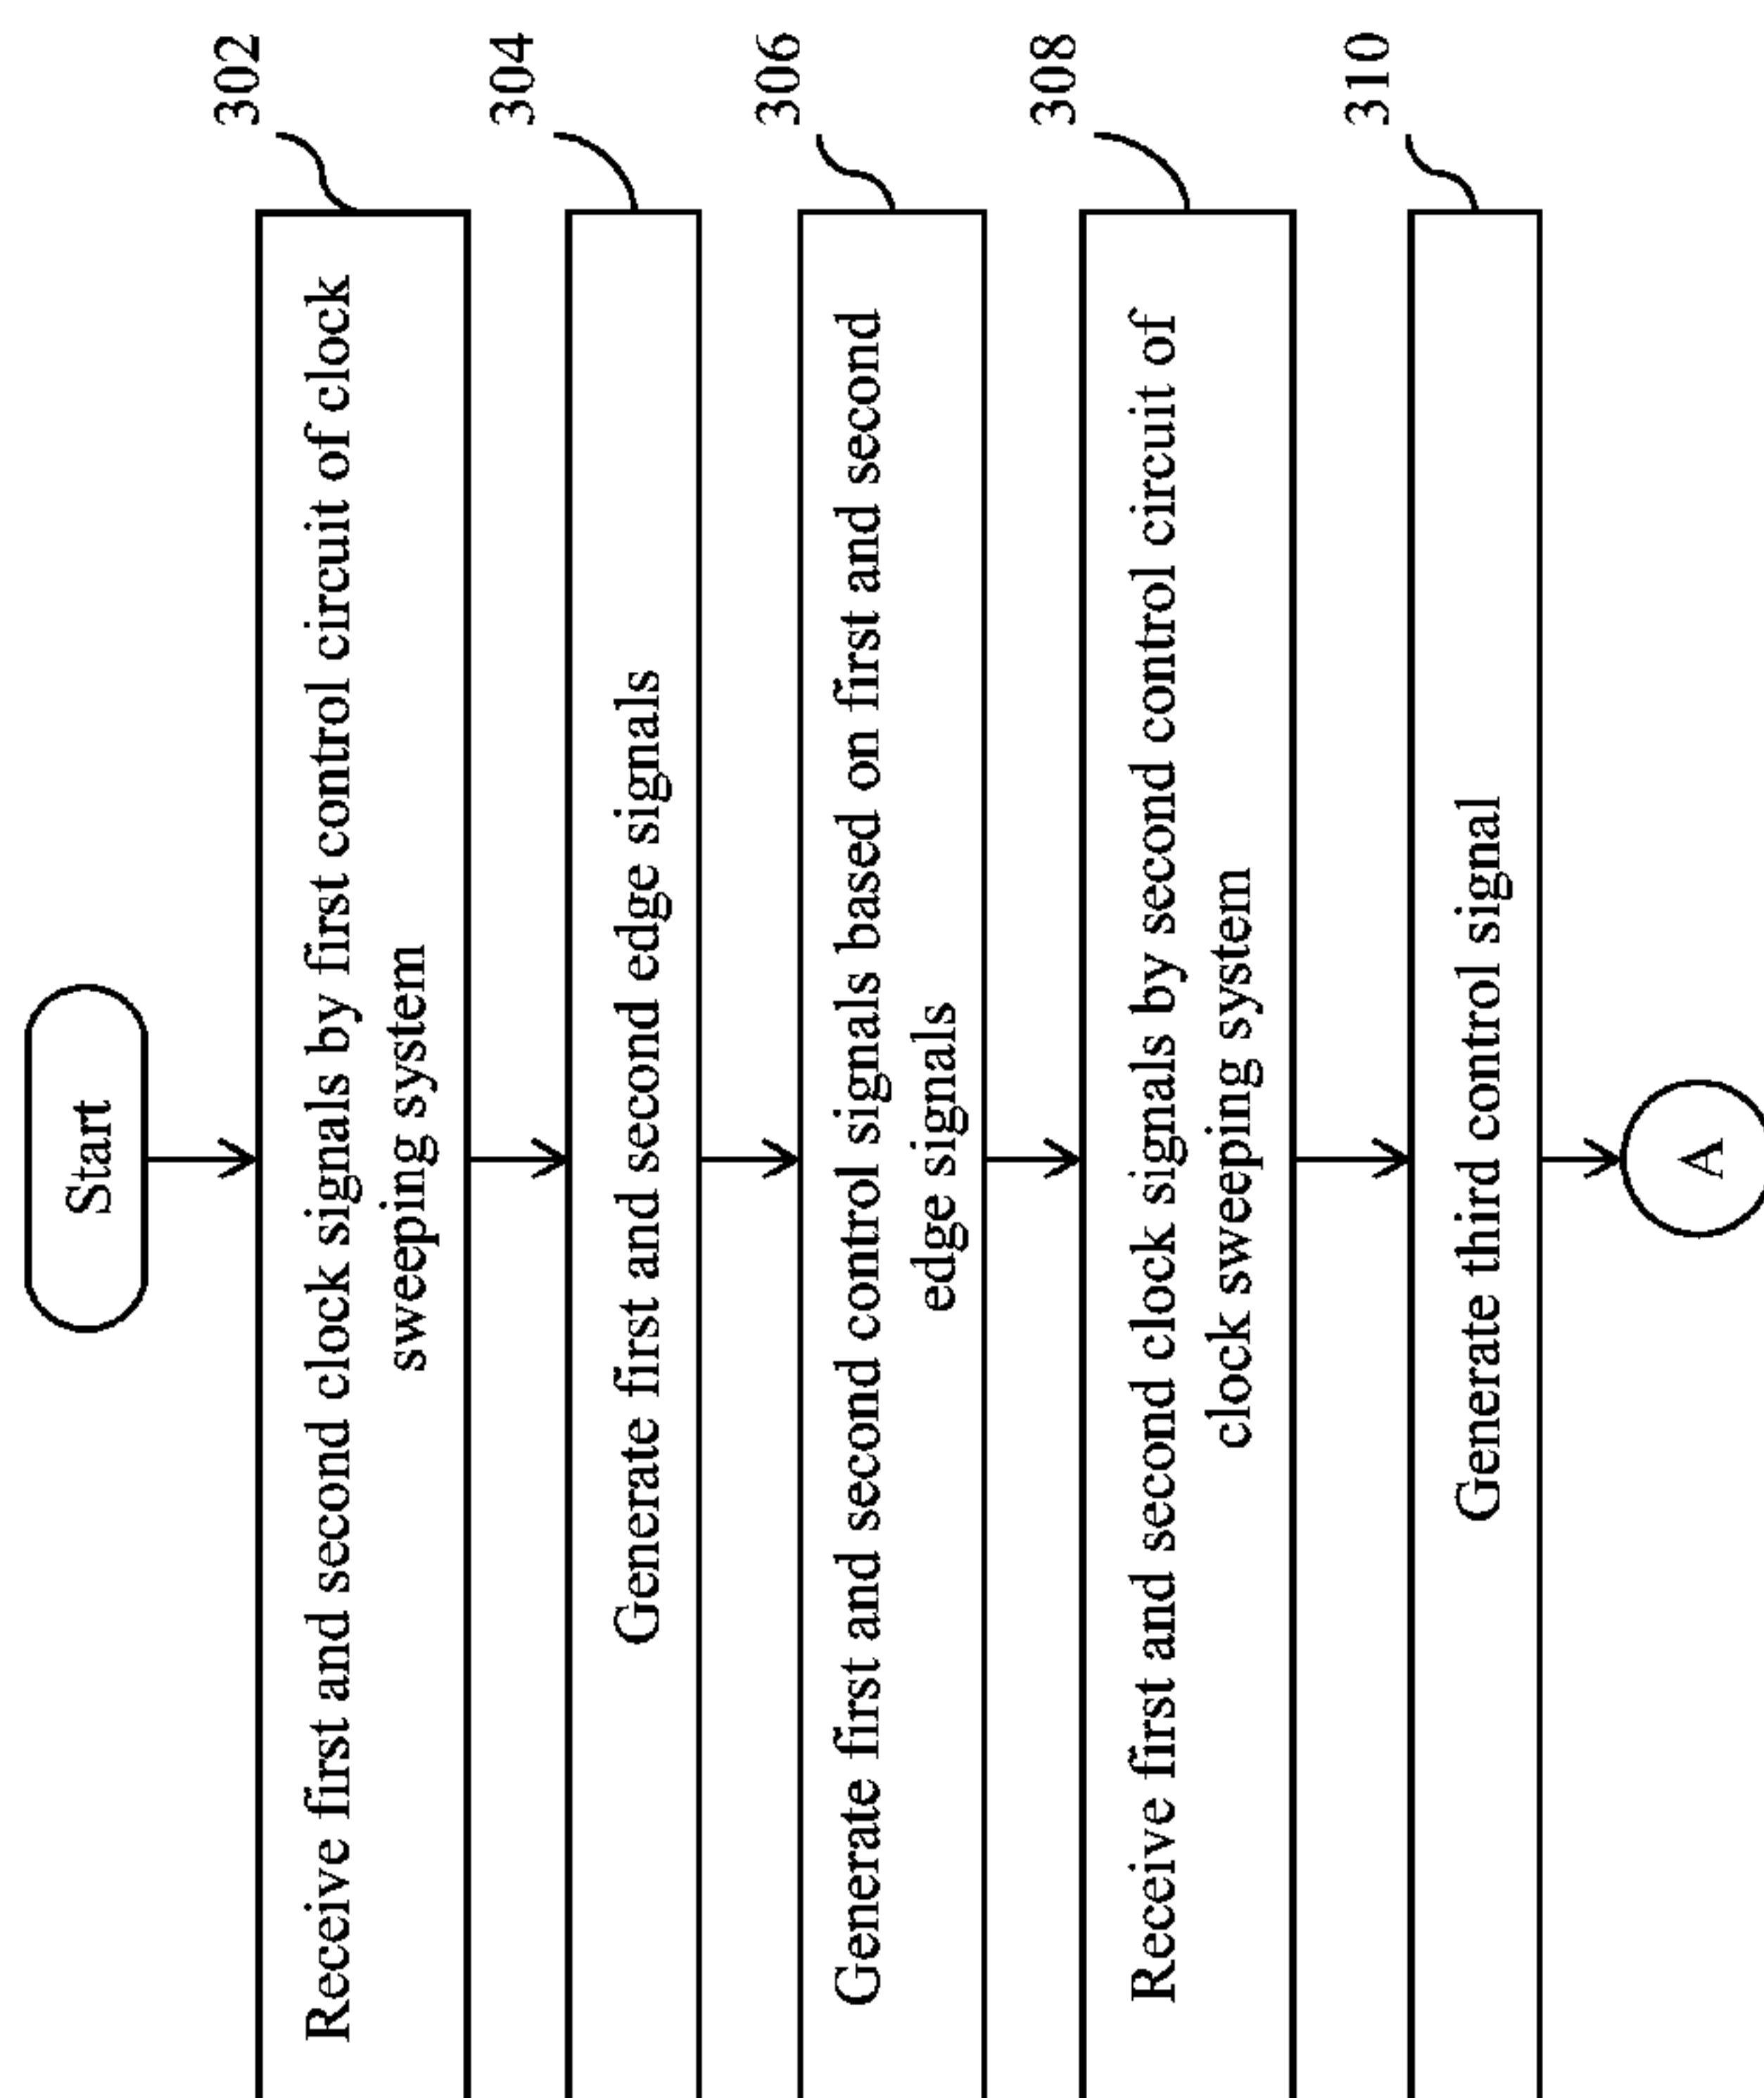 Start
302
Receive first and second clock signals by first control circuit of clock
sweeping system
304
Generate first and second edge signals
306
Generate first and second control signals based on first and second
edge signals
308
Receive first and second clock signals by second control circuit of
clock sweeping system
310
Generate third control signal
A